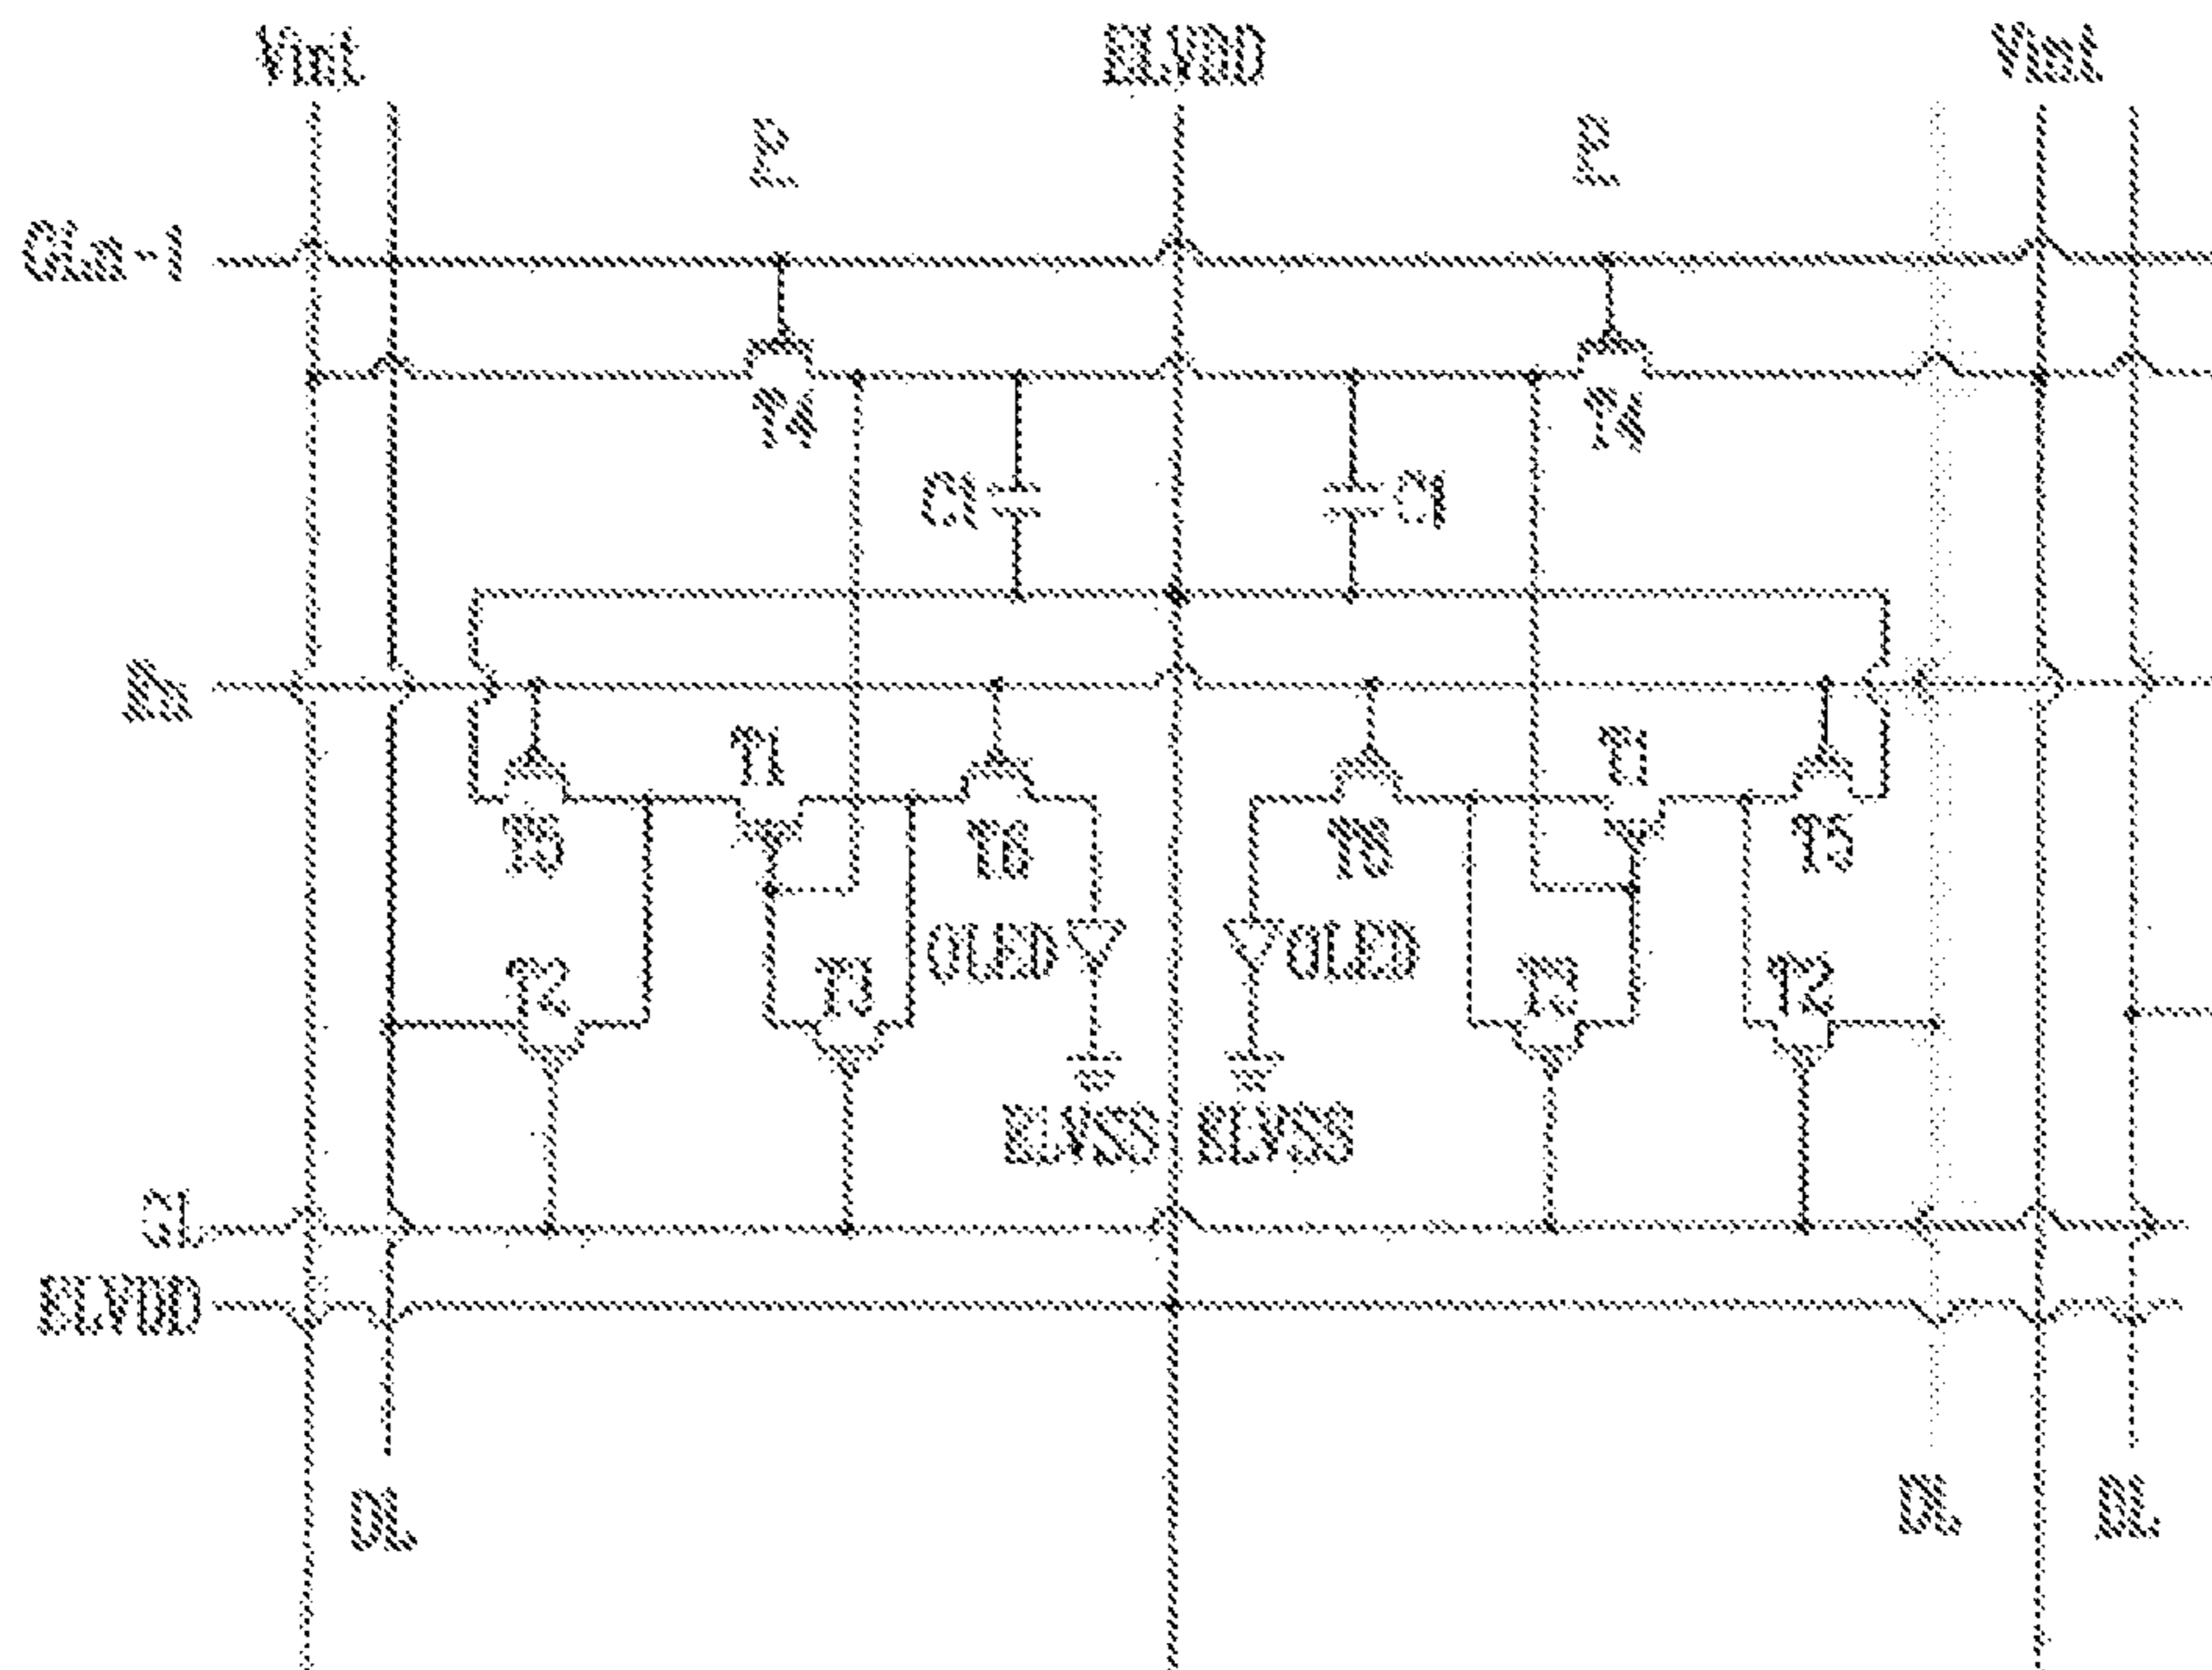 Vint ELVDD Vint
P P
GLn-1
T4 T4
C1 C1
En
T1 T1
T5 T6 T6 T5
OLED OLED
T2 T3 T3 T2
ELVSS ELVSS
GL
ELVDD
DL DL DL